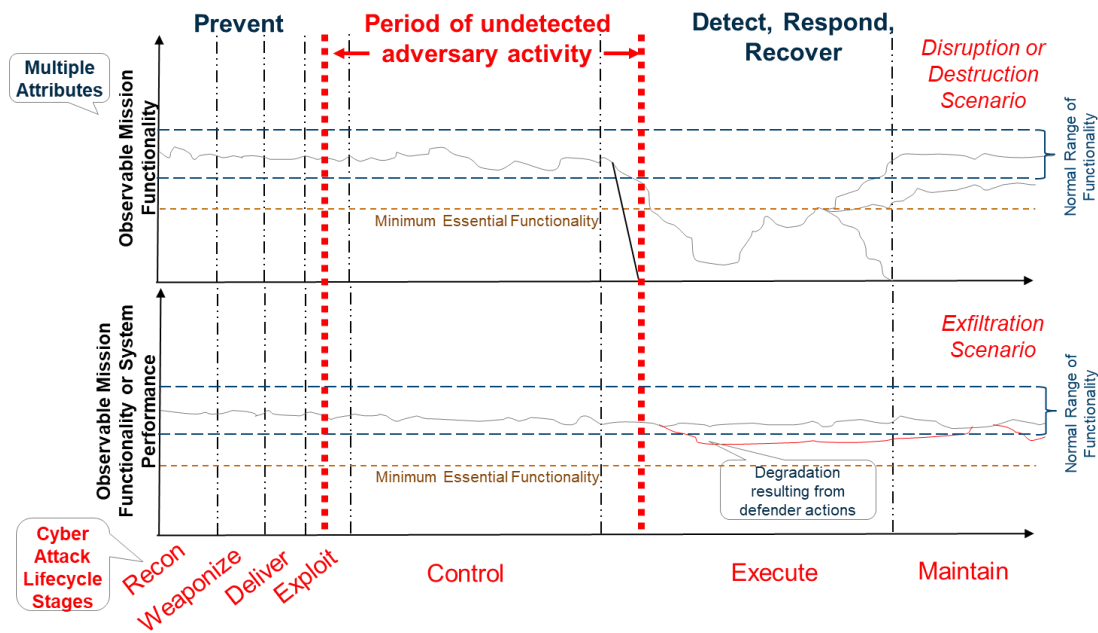 Prevent
Period of undetected
adversary activity
Detect, Respond,
Recover
Disruption or
Destruction
Scenario
Multiple
Attributes
Observable Mission
Functionality
Normal Range of
Functionality
Minimum Essential Functionality
Observable Mission
Functionality or System
Performance
Exfiltration
Scenario
Normal Range of
Functionality
Minimum Essential Functionality
Degradation
resulting from
defender actions
Cyber
Attack
Lifecycle
Stages
Recon
Weaponize
Deliver
Exploit
Control
Execute
Maintain